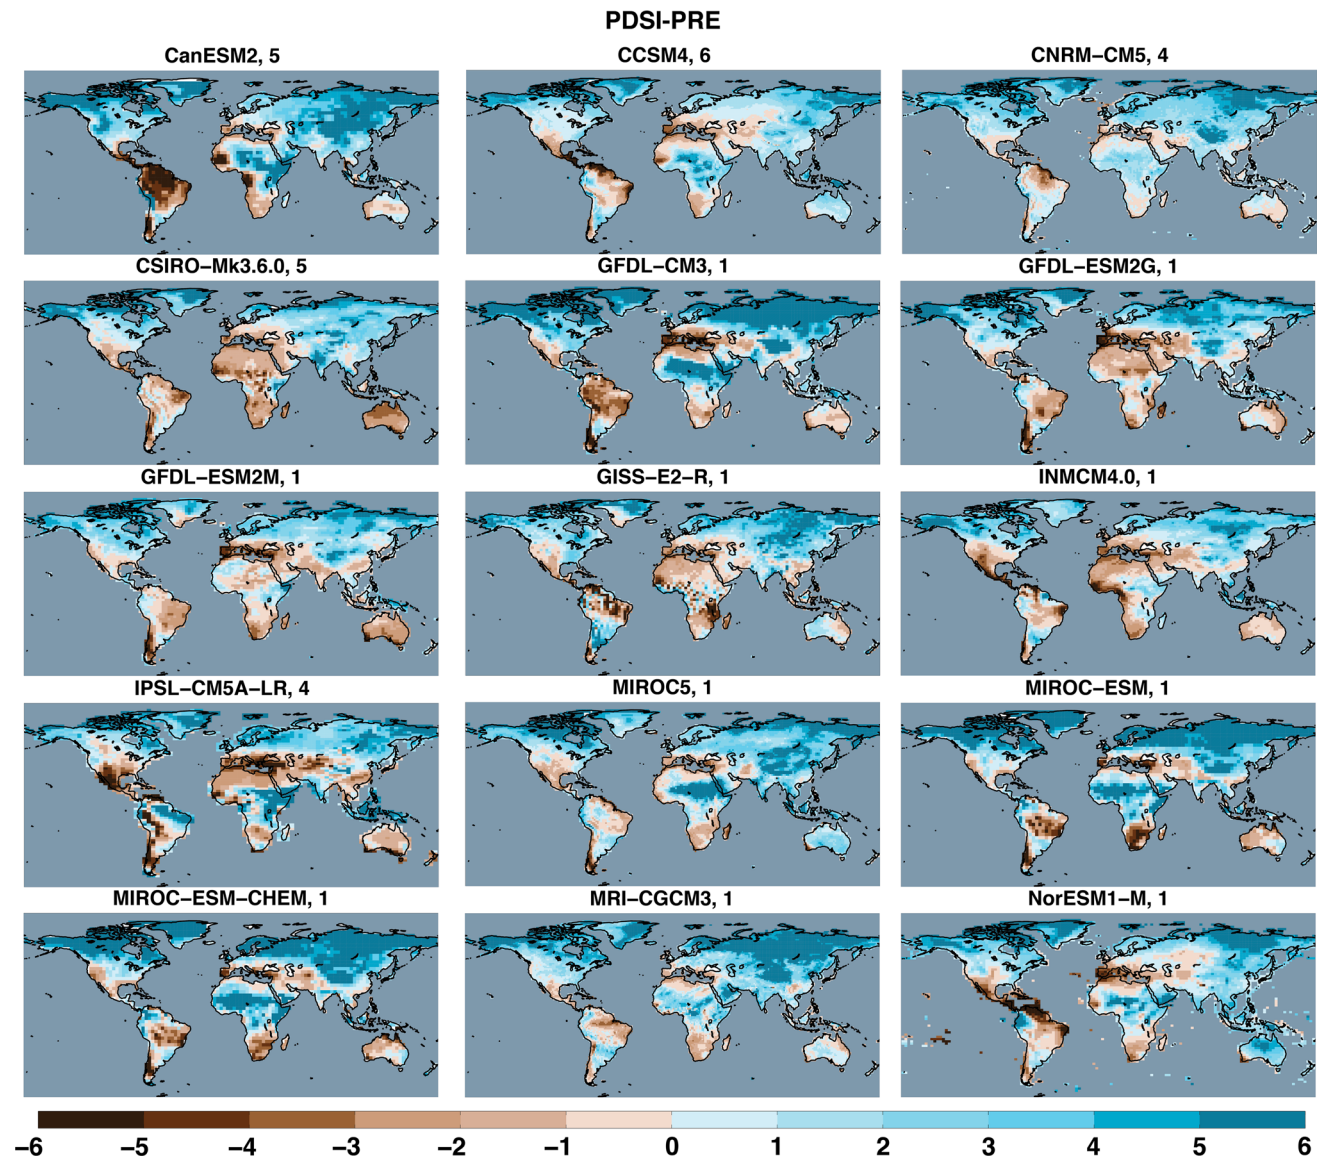 PDSI-PRE
CanESM2, 5
CCSM4, 6
CNRM−CM5, 4
CSIRO−Mk3.6.0, 5
GFDL−CM3, 1
GFDL−ESM2G, 1
GFDL−ESM2M, 1
GISS−E2−R, 1
INMCM4.0, 1
IPSL−CM5A−LR, 4
MIROC5, 1
MIROC−ESM, 1
MIROC−ESM−CHEM, 1
MRI−CGCM3, 1
NorESM1−M, 1
−6 −5 −4 −3 −2 −1 0 1 2 3 4 5 6